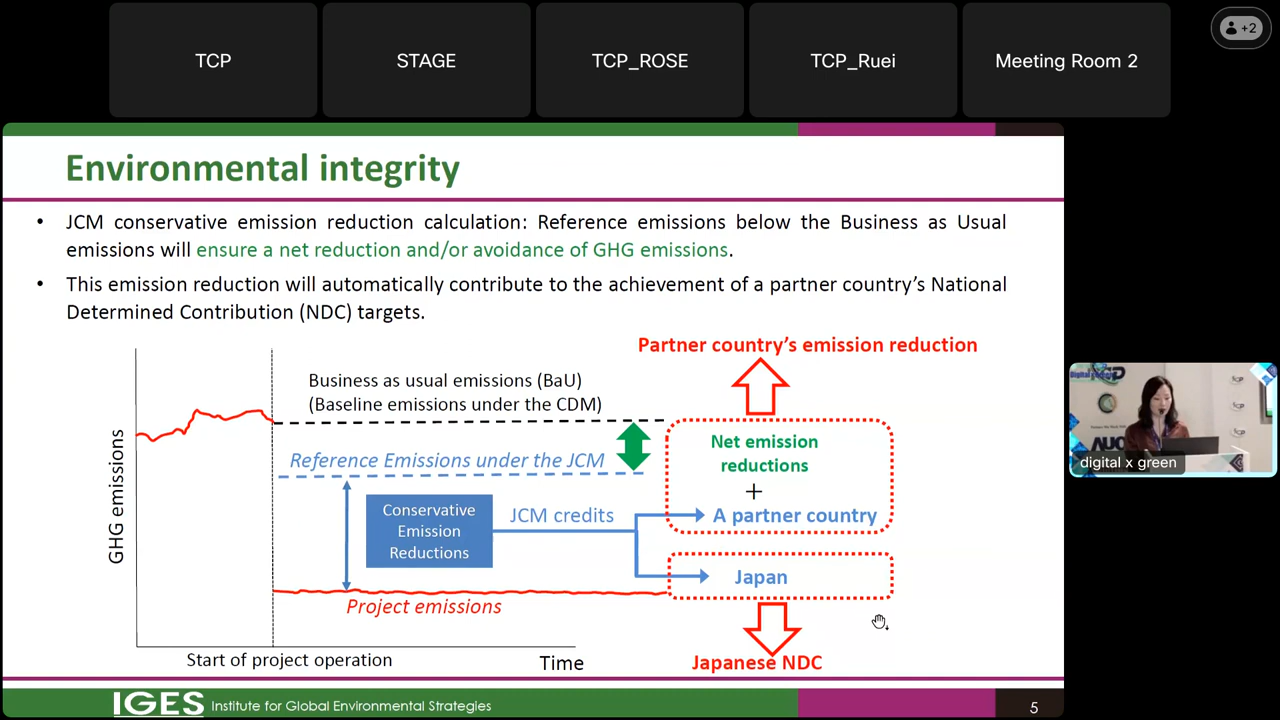 TCP
STAGE
TCP_ROSE
TCP_Ruei
Meeting Room 2
+2
Environmental integrity
• JCM conservative emission reduction calculation: Reference emissions below the Business as Usual
emissions will ensure a net reduction and/or avoidance of GHG emissions.
• This emission reduction will automatically contribute to the achievement of a partner country’s National
Determined Contribution (NDC) targets.
Partner country’s emission reduction
Business as usual emissions (BaU)
(Baseline emissions under the CDM)
Net emission
reductions
+
Reference Emissions under the JCM
GHG emissions
Conservative
Emission
Reductions
JCM credits
A partner country
Japan
Project emissions
Start of project operation
Time
Japanese NDC
IGES Institute for Global Environmental Strategies
5
digital x green